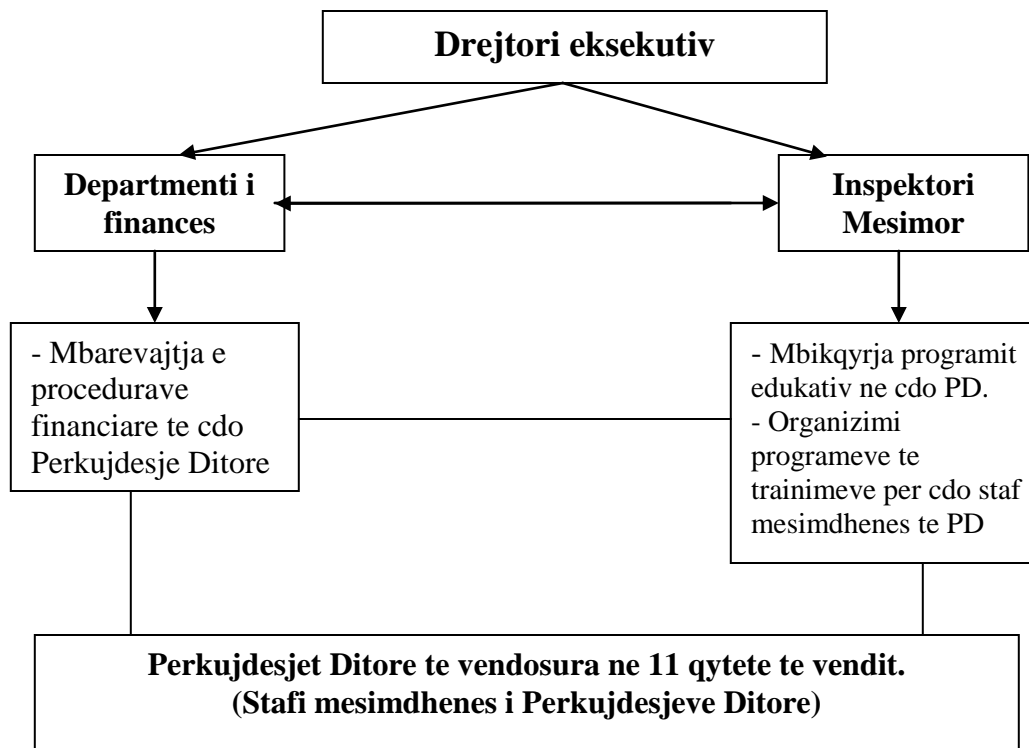 Drejtori eksekutiv
Departmenti i
finances
Inspektori
Mesimor
- Mbarevajtja e
procedurave
financiare te cdo
Perkujdesje Ditore
- Mbikqyrja programit
edukativ ne cdo PD.
- Organizimi
programeve te
trainimeve per cdo staf
mesimdhenes te PD
Perkujdesjet Ditore te vendosura ne 11 qytete te vendit.
(Stafi mesimdhenes i Perkujdesjeve Ditore)